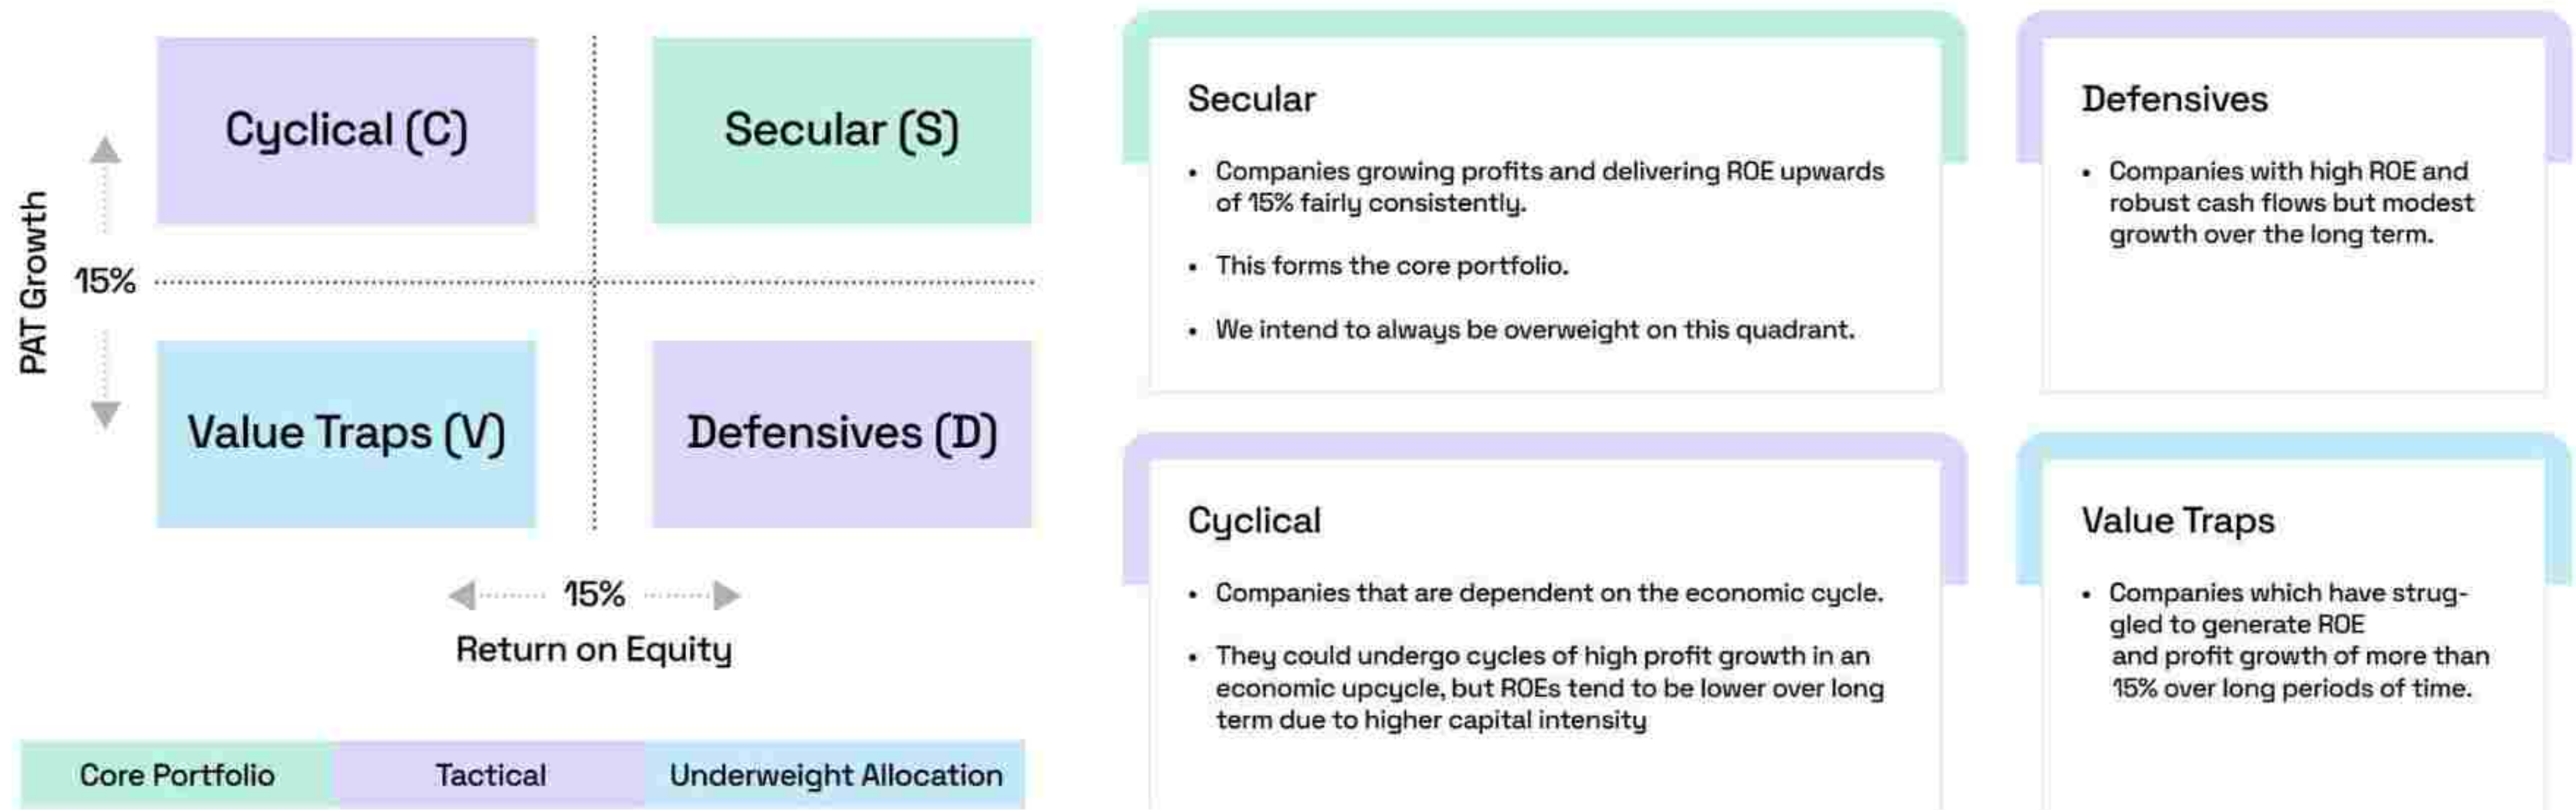 Cyclical (C)
Secular (S)
PAT Growth
15%
Value Traps (V)
Defensives (D)
15%
Return on Equity
Core Portfolio
Tactical
Underweight Allocation
Secular
• Companies growing profits and delivering ROE upwards
of 15% fairly consistently.
• This forms the core portfolio.
• We intend to always be overweight on this quadrant.
Defensives
• Companies with high ROE and
robust cash flows but modest
growth over the long term.
Cyclical
• Companies that are dependent on the economic cycle.
• They could undergo cycles of high profit growth in an
economic upcycle, but ROEs tend to be lower over long
term due to higher capital intensity
Value Traps
• Companies which have strug-
gled to generate ROE
and profit growth of more than
15% over long periods of time.